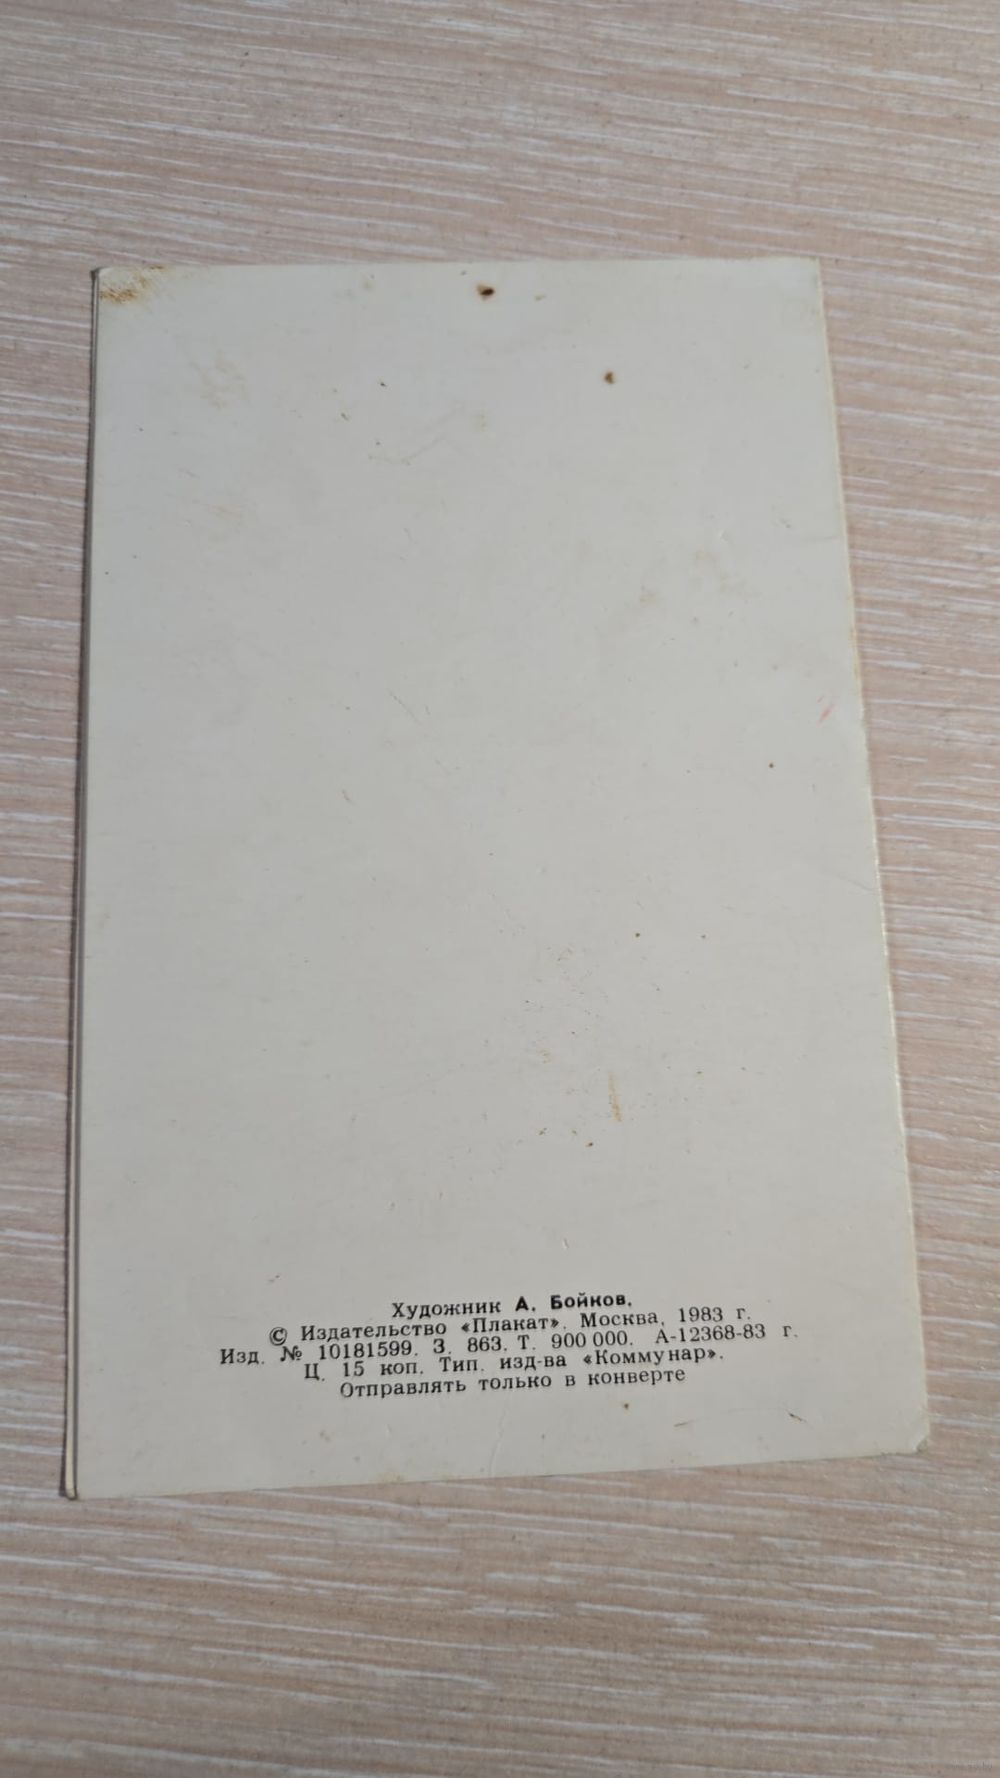 Художник А. Бойков.
© Издательство «Плакат». Москва, 1983 г.
Изд. № 10181599. З. 863. Т. 900 000. А-12368-83 г.
Ц. 15 коп. Тип. изд-ва «Коммунар».
Отправлять только в конверте